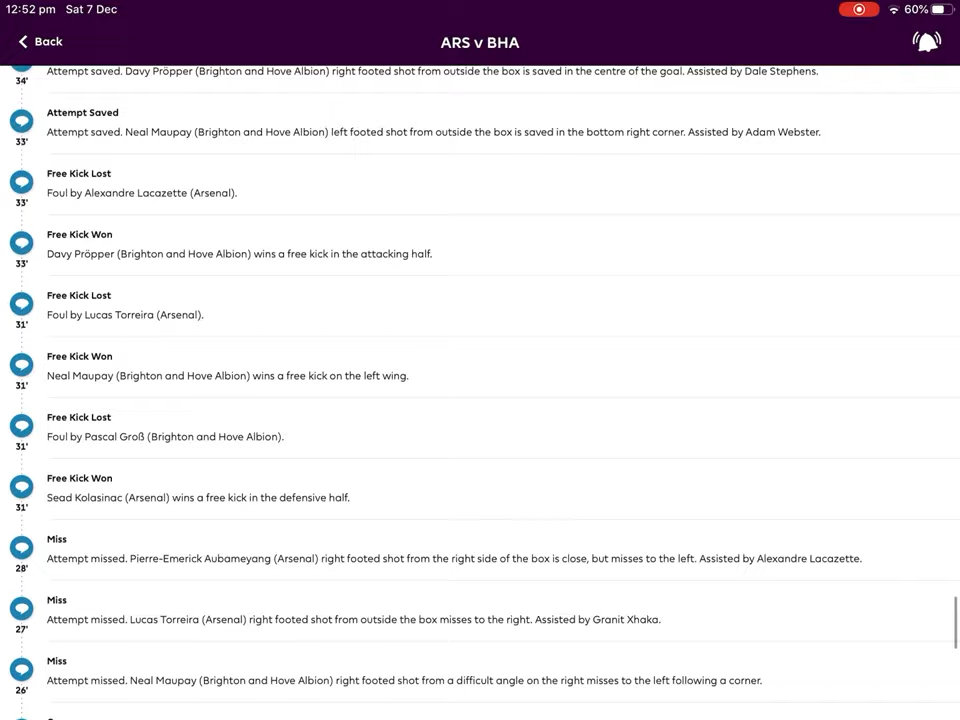 12:52 pm Sat 7 Dec
60%
Back
ARS v BHA
34'
Attempt saved. Davy Pröpper (Brighton and Hove Albion) right footed shot from outside the box is saved in the centre of the goal. Assisted by Dale Stephens.
Attempt Saved
33'
Attempt saved. Neal Maupay (Brighton and Hove Albion) left footed shot from outside the box is saved in the bottom right corner. Assisted by Adam Webster.
Free Kick Lost
33'
Foul by Alexandre Lacazette (Arsenal).
Free Kick Won
33'
Davy Pröpper (Brighton and Hove Albion) wins a free kick in the attacking half.
Free Kick Lost
31'
Foul by Lucas Torreira (Arsenal).
Free Kick Won
31'
Neal Maupay (Brighton and Hove Albion) wins a free kick on the left wing.
Free Kick Lost
31'
Foul by Pascal Groß (Brighton and Hove Albion).
Free Kick Won
31'
Sead Kolasinac (Arsenal) wins a free kick in the defensive half.
Miss
28'
Attempt missed. Pierre-Emerick Aubameyang (Arsenal) right footed shot from the right side of the box is close, but misses to the left. Assisted by Alexandre Lacazette.
Miss
27'
Attempt missed. Lucas Torreira (Arsenal) right footed shot from outside the box misses to the right. Assisted by Granit Xhaka.
Miss
26'
Attempt missed. Neal Maupay (Brighton and Hove Albion) right footed shot from a difficult angle on the right misses to the left following a corner.